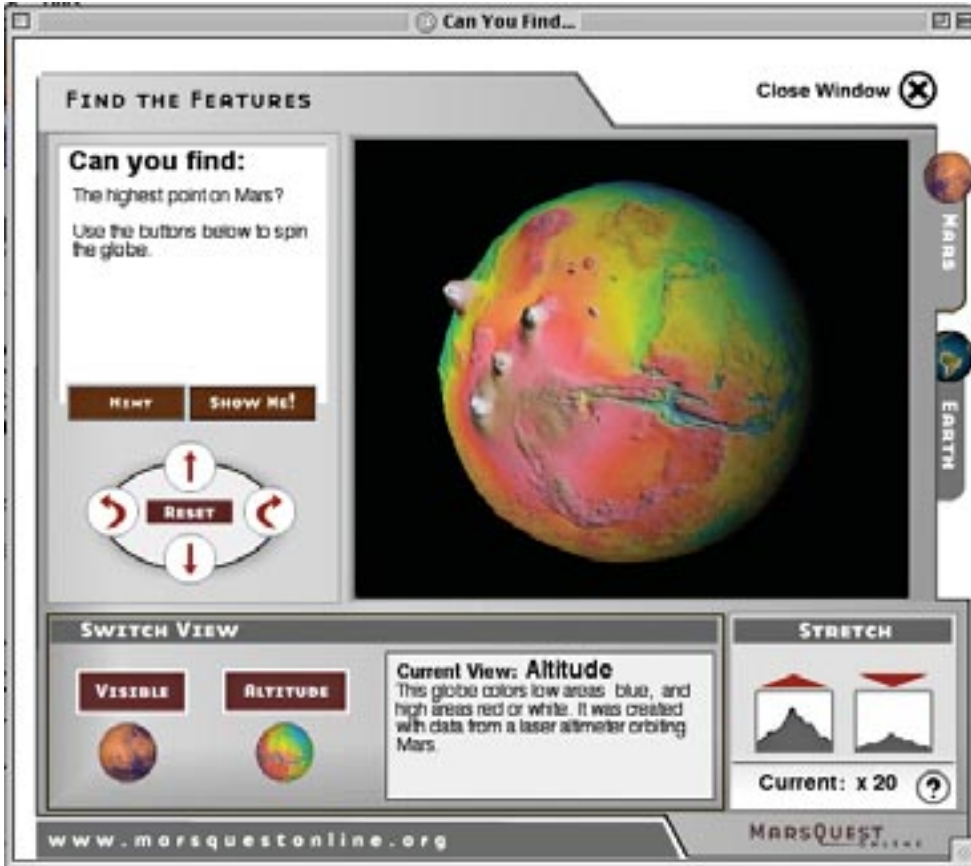 Can You Find...
FIND THE FEATURES
Close Window
Can you find:
The highest point on Mars?
Use the buttons below to spin
the globe.
HINT
SHOW ME!
RESET
MARS
EARTH
SWITCH VIEW
VISIBLE
ALTITUDE
Current View: Altitude
This globe colors low areas blue, and
high areas red or white. It was created
with data from a laser altimeter orbiting
Mars.
STRETCH
Current: x 20
?
www.marsquestonline.org
MARSQUEST
ONLINE